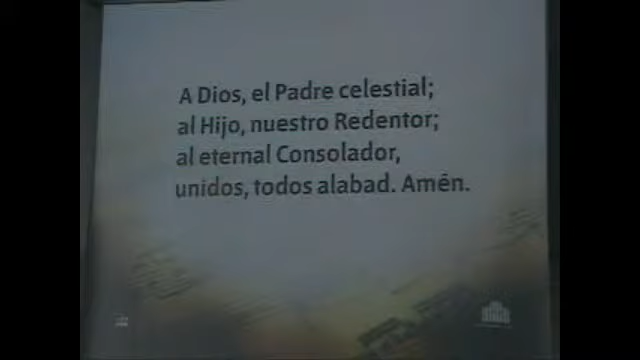 A Dios, el Padre celestial;
al Hijo, nuestro Redentor;
al eternal Consolador,
unidos, todos alabad. Amén.